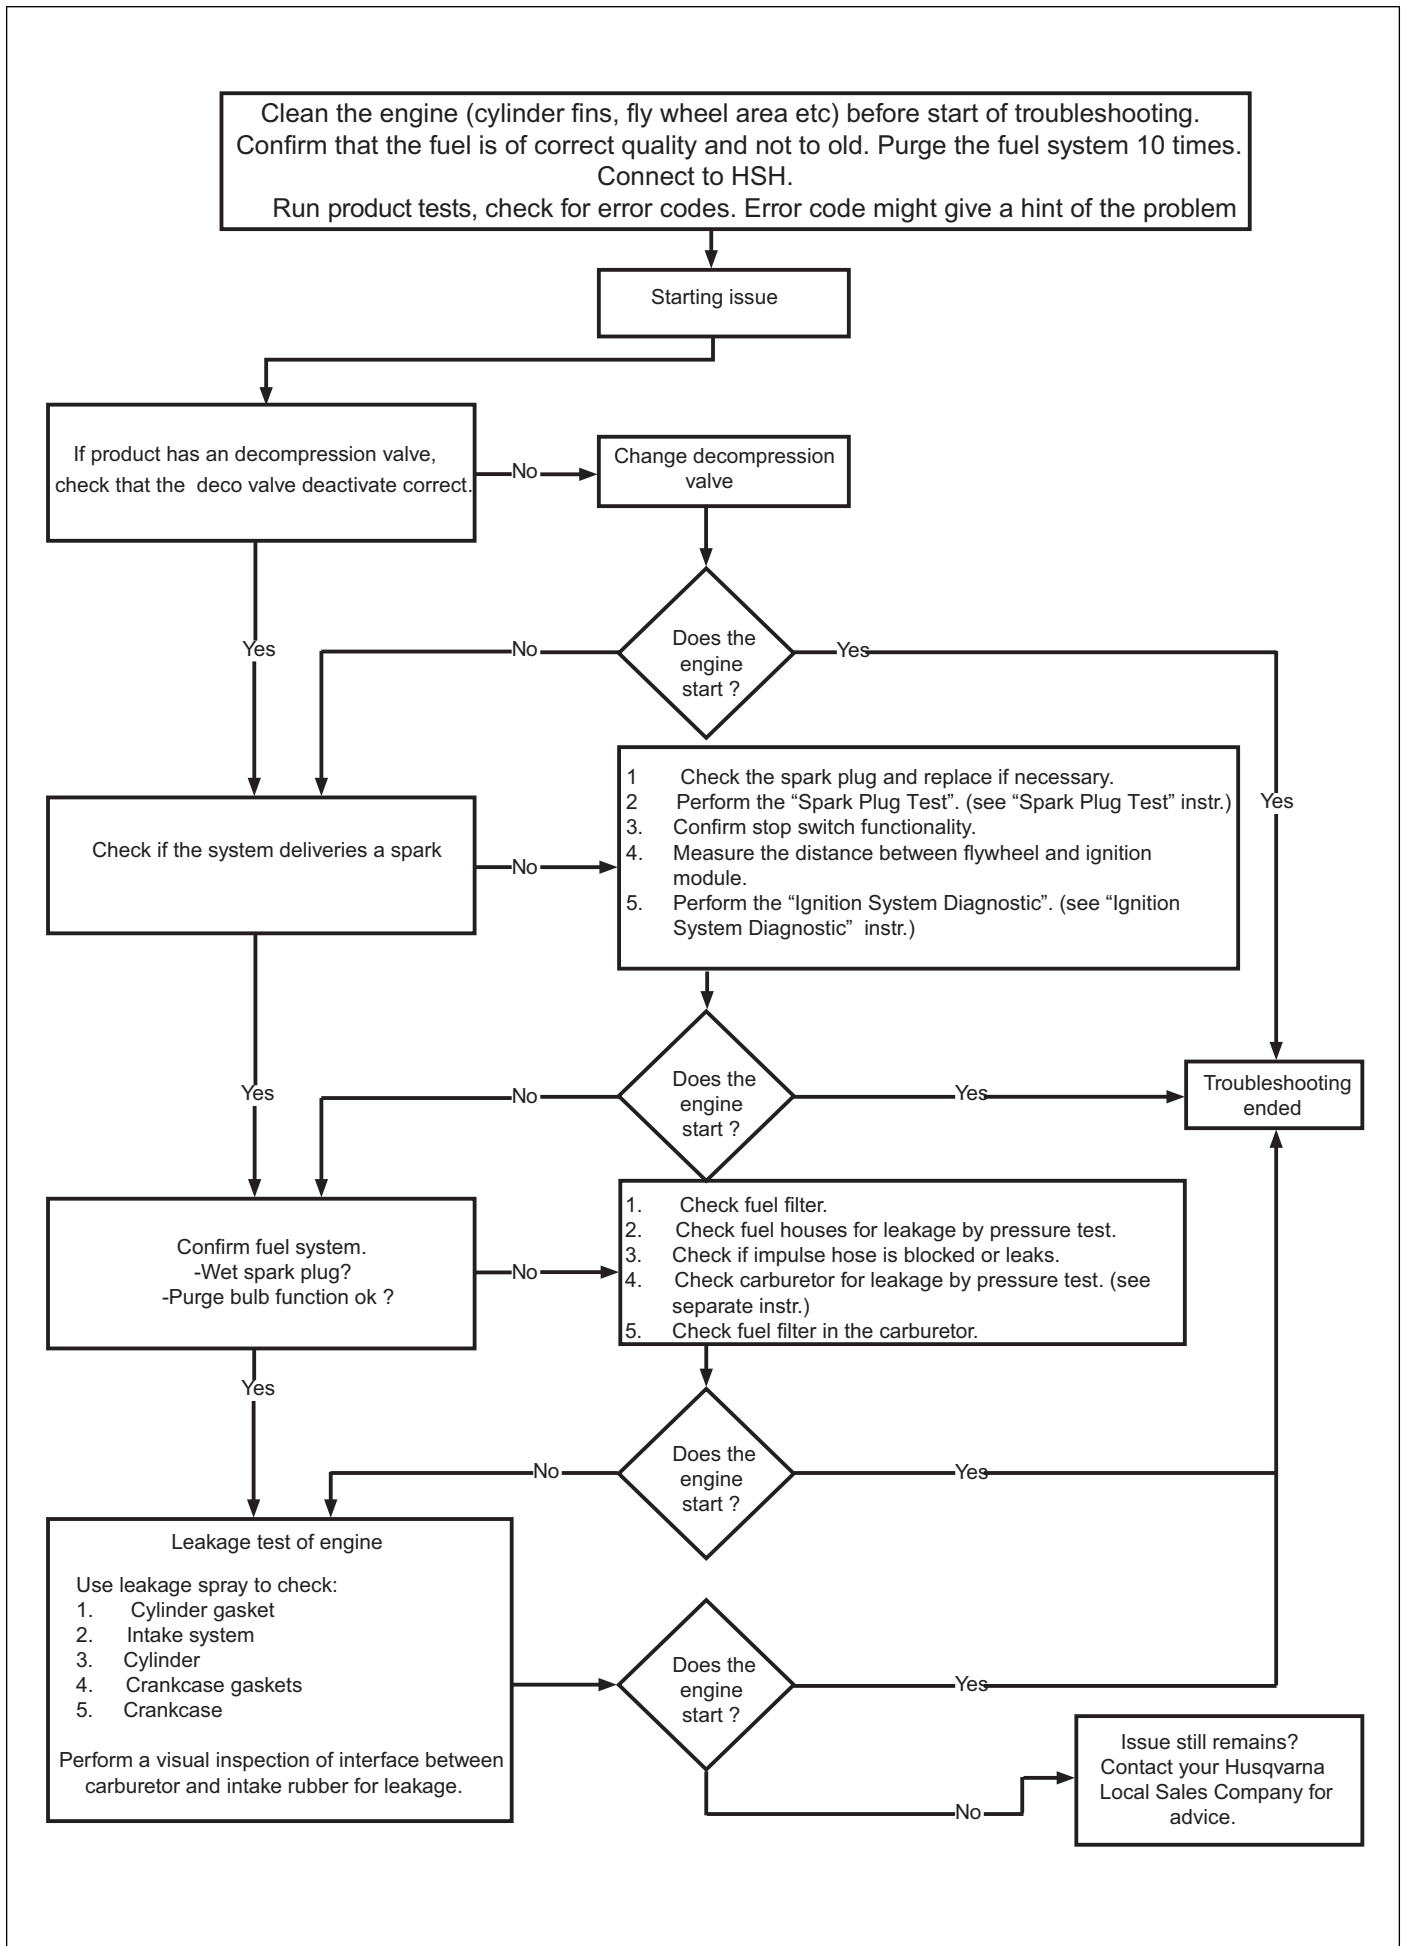 Clean the engine (cylinder fins, fly wheel area etc) before start of troubleshooting.
Confirm that the fuel is of correct quality and not to old. Purge the fuel system 10 times.
Connect to HSH.
Run product tests, check for error codes. Error code might give a hint of the problem
Starting issue
If product has an decompression valve,
check that the deco valve deactivate correct.
No
Change decompression
valve
Yes
No
Does the
engine
start ?
Yes
Yes
Check if the system deliveries a spark
No
1 Check the spark plug and replace if necessary.
2 Perform the “Spark Plug Test”. (see “Spark Plug Test” instr.)
3. Confirm stop switch functionality.
4. Measure the distance between flywheel and ignition
module.
5. Perform the “Ignition System Diagnostic”. (see “Ignition
System Diagnostic” instr.)
Yes
No
Does the
engine
start ?
Yes
Troubleshooting
ended
Confirm fuel system.
-Wet spark plug?
-Purge bulb function ok ?
No
1. Check fuel filter.
2. Check fuel houses for leakage by pressure test.
3. Check if impulse hose is blocked or leaks.
4. Check carburetor for leakage by pressure test. (see
separate instr.)
5. Check fuel filter in the carburetor.
Yes
No
Does the
engine
start ?
Yes
Leakage test of engine
Use leakage spray to check:
1. Cylinder gasket
2. Intake system
3. Cylinder
4. Crankcase gaskets
5. Crankcase
Perform a visual inspection of interface between
carburetor and intake rubber for leakage.
Does the
engine
start ?
Yes
No
Issue still remains?
Contact your Husqvarna
Local Sales Company for
advice.